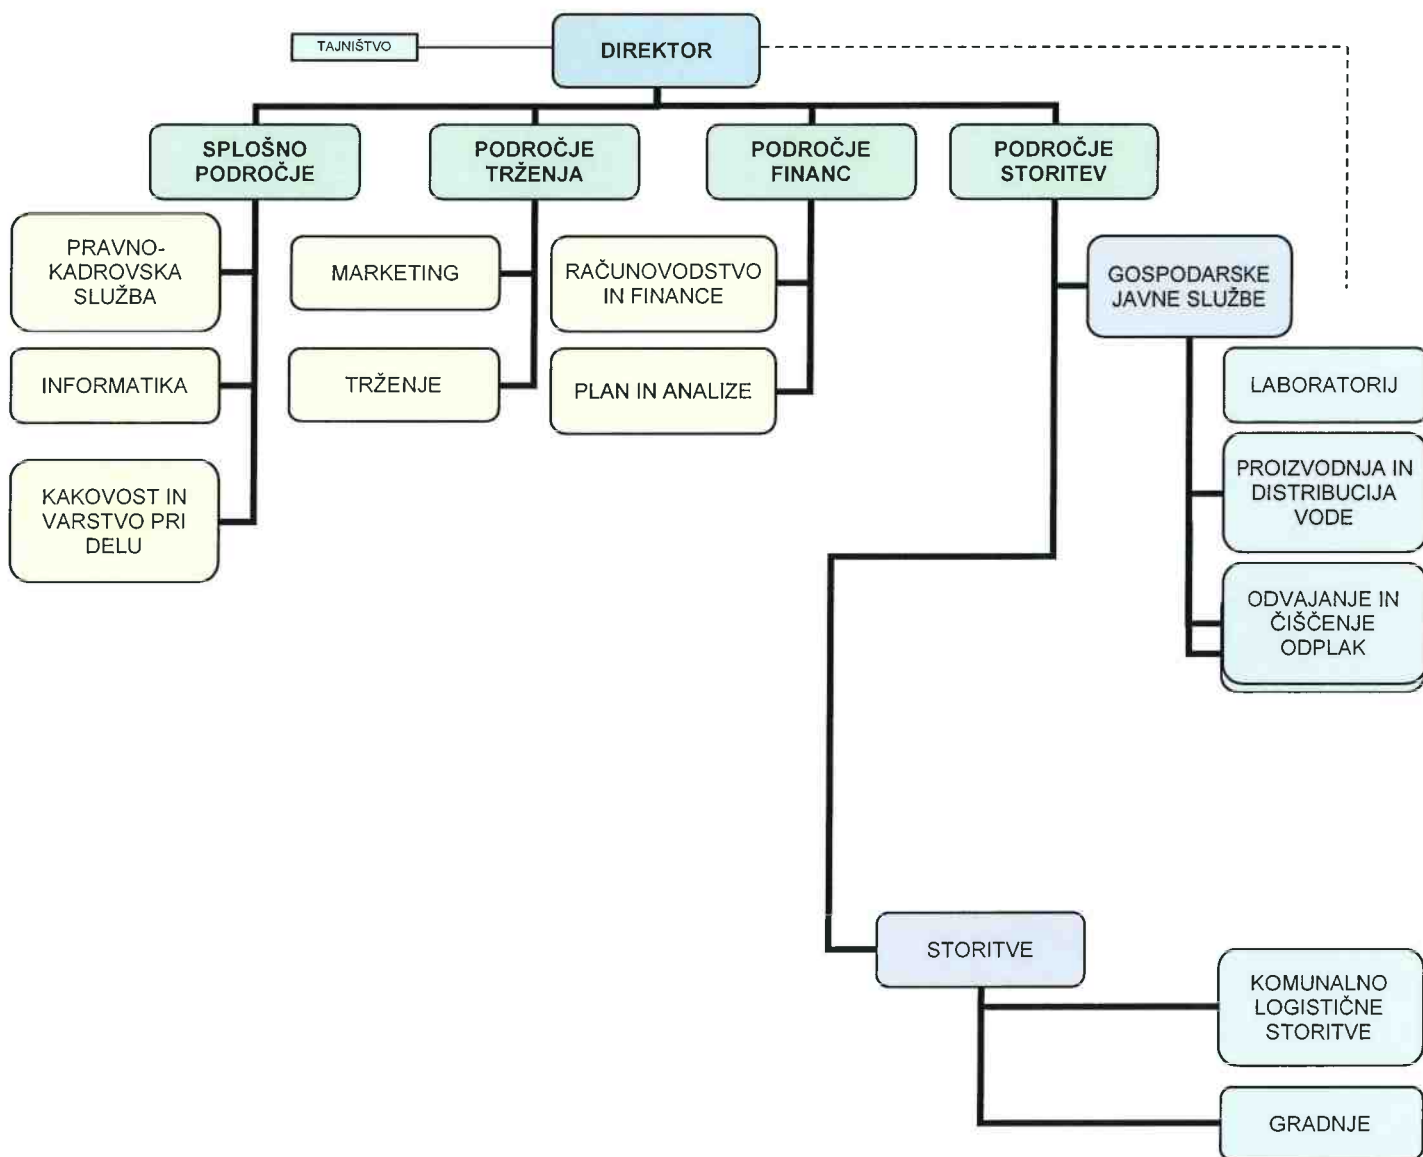 TAJNIŠTVO
DIREKTOR
SPLOŠNO
PODROČJE
PODROČJE
TRŽENJA
PODROČJE
FINANC
PODROČJE
STORITEV
PRAVNO-
KADROVSKA
SLUŽBA
INFORMATIKA
KAKOVOST IN
VARSTVO PRI
DELU
MARKETING
TRŽENJE
RAČUNOVODSTVO
IN FINANCE
PLAN IN ANALIZE
GOSPODARSKE
JAVNE SLUŽBE
LABORATORIJ
PROIZVODNJA IN
DISTRIBUCIJA
VODE
ODVAJANJE IN
ČIŠČENJE
ODPLAK
STORITVE
KOMUNALNO
LOGISTIČNE
STORITVE
GRADNJE